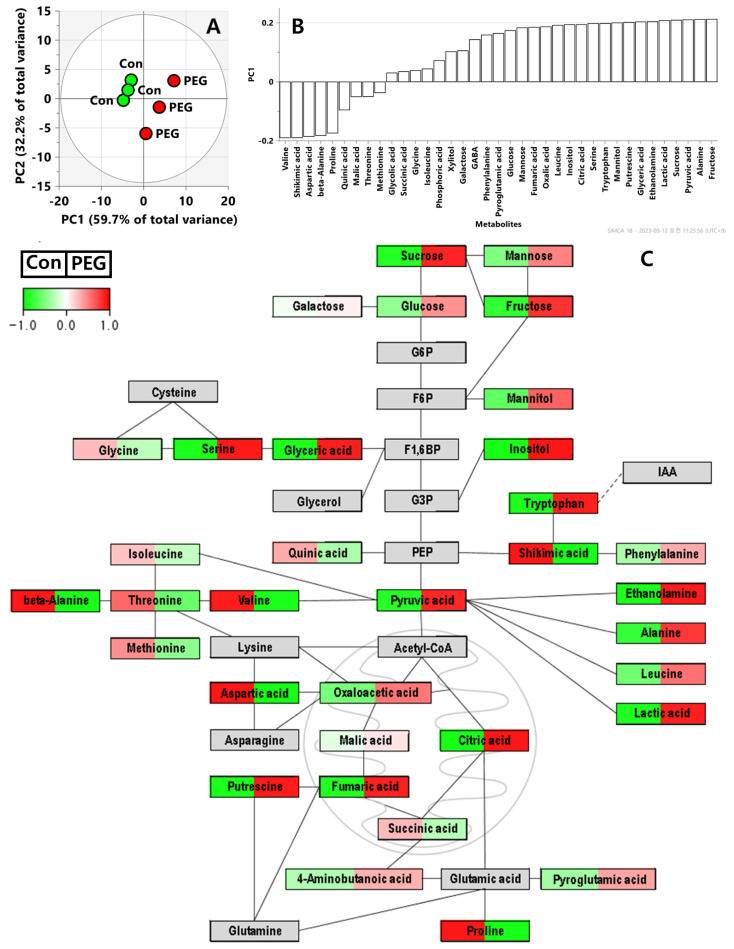 A
15
10
5
0
-5
-10
-15
-20
-10
0
10
20
PC2 (32.2% of total variance)
PC1 (59.7% of total variance)
Con
Con
Con
PEG
PEG
PEG
B
0.2
0
-0.2
PC1
Valine
Shikimic acid
Aspartic acid
beta-Alanine
Proline
Quinic acid
Malic acid
Threonine
Methionine
Glycolic acid
Succinic acid
Glycine
Isoleucine
Phosphoric acid
Xylitol
Galactose
GABA
Phenylalanine
Pyroglutamic acid
Glucose
Mannose
Fumaric acid
Oxalic acid
Leucine
Inositol
Citric acid
Serine
Tryptophan
Mannitol
Putrescine
Glyceric acid
Ethanolamine
Lactic acid
Sucrose
Pyruvic acid
Alanine
Fructose
Metabolites
C
Con PEG
-1.0 0.0 1.0
Sucrose Mannose
Galactose Glucose Fructose
G6P
Cysteine F6P Mannitol
Glycine Serine Glyceric acid F1,6BP Inositol
IAA
Glycerol G3P Tryptophan
Isoleucine Quinic acid PEP Shikimic acid Phenylalanine
beta-Alanine Threonine Valine Pyruvic acid Ethanolamine
Alanine
Methionine Lysine Acetyl-CoA
Leucine
Aspartic acid Oxaloacetic acid
Lactic acid
Asparagine Malic acid Citric acid
Putrescine Fumaric acid
Succinic acid
4-Aminobutanoic acid Glutamic acid Pyroglutamic acid
Glutamine Proline